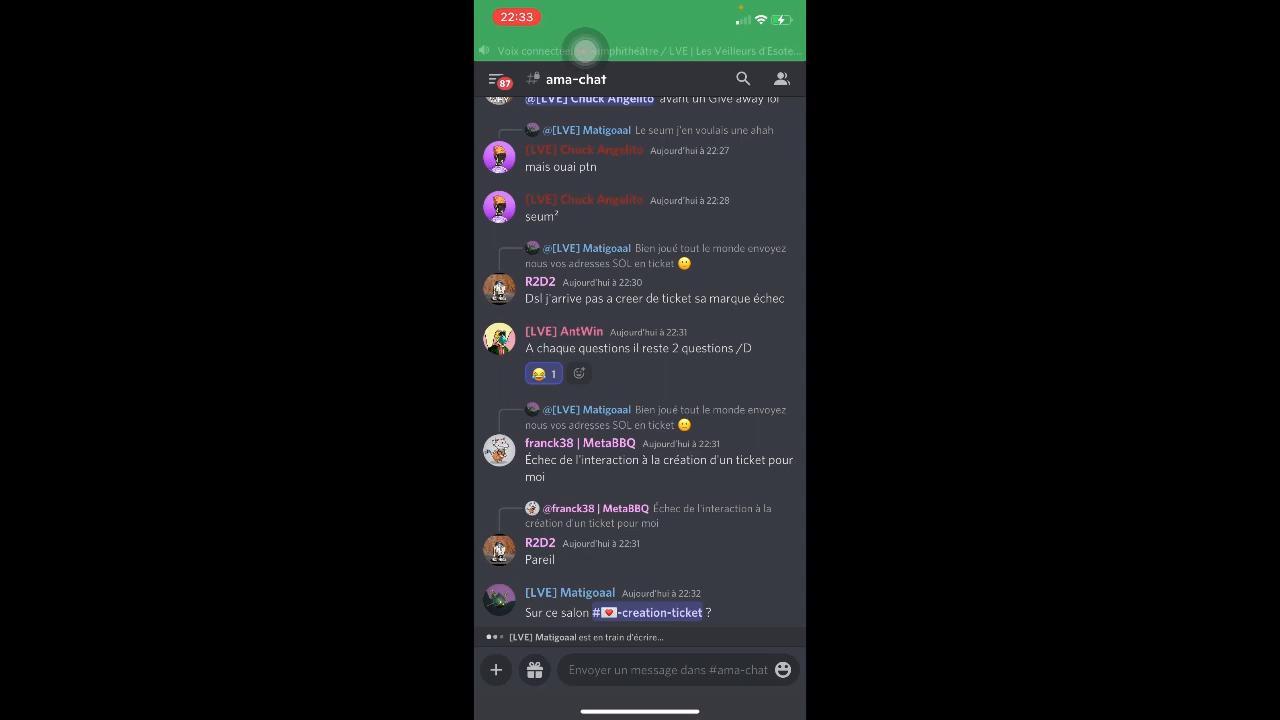 22:33
Voix connectée mphithéâtre / LVE | Les Veilleurs d'Esote...
87
ama-chat
@[LVE] Chuck Angelito avant un Give away lol
@[LVE] Matigoaal Le seum j'en voulais une ahah
[LVE] Chuck Angelito Aujourd'hui à 22:27
mais ouai ptn
[LVE] Chuck Angelito Aujourd'hui à 22:28
seum²
@[LVE] Matigoaal Bien joué tout le monde envoyez
nous vos adresses SOL en ticket 🙂
R2D2 Aujourd'hui à 22:30
Dsl j'arrive pas a creer de ticket sa marque échec
[LVE] AntWin Aujourd'hui à 22:31
A chaque questions il reste 2 questions /D
😂 1
@[LVE] Matigoaal Bien joué tout le monde envoyez
nous vos adresses SOL en ticket 🙂
franck38 | MetaBBQ Aujourd'hui à 22:31
Échec de l'interaction à la création d'un ticket pour
moi
@franck38 | MetaBBQ Échec de l'interaction à la
création d'un ticket pour moi
R2D2 Aujourd'hui à 22:31
Pareil
[LVE] Matigoaal Aujourd'hui à 22:32
Sur ce salon #💌-creation-ticket ?
[LVE] Matigoaal est en train d'écrire...
Envoyer un message dans #ama-chat